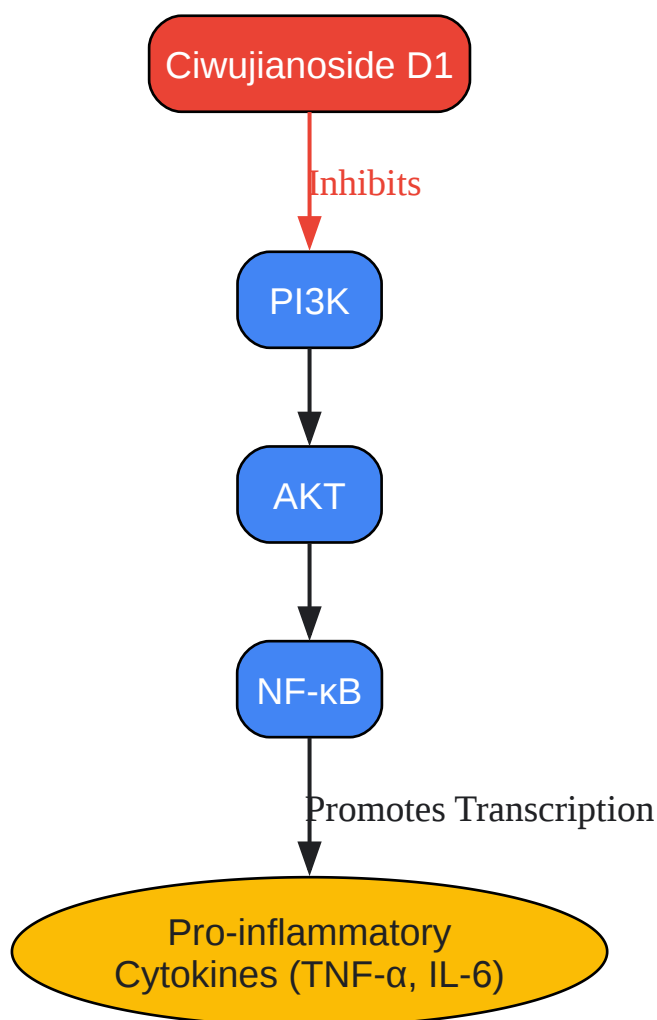 Ciwujianoside D1
Inhibits
PI3K
AKT
NF-κB
Promotes Transcription
Pro-inflammatory
Cytokines (TNF-α, IL-6)